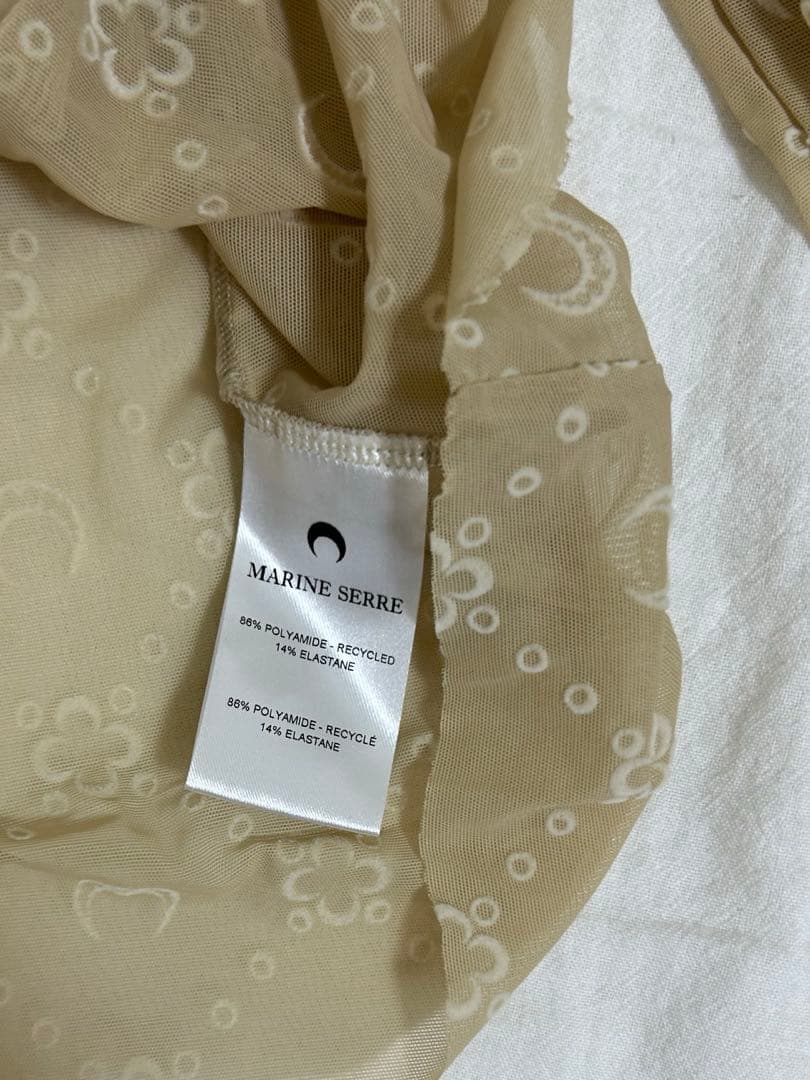 MARINE SERRE
86% POLYAMIDE - RECYCLED
14% ELASTANE
86% POLYAMIDE - RECYCLÉ
14% ELASTANE